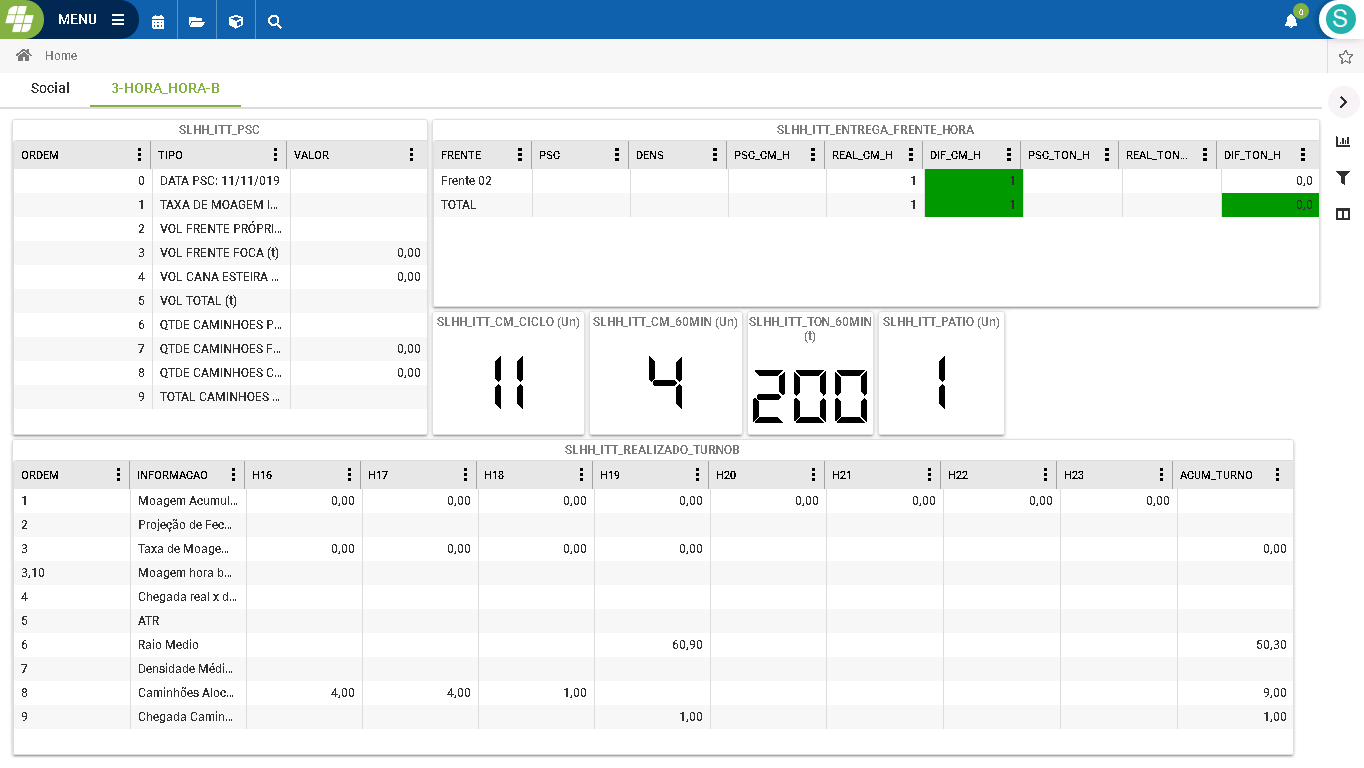 MENU
0
S
Home
Social 3-HORA_HORA-B
SLHH_ITT_PSC
ORDEM TIPO VALOR
0 DATA PSC: 11/11/019
1 TAXA DE MOAGEM I...
2 VOL FRENTE PRÓPRI...
3 VOL FRENTE FOCA (t) 0,00
4 VOL CANA ESTEIRA ... 0,00
5 VOL TOTAL (t)
6 QTDE CAMINHOES P...
7 QTDE CAMINHOES F... 0,00
8 QTDE CAMINHOES C... 0,00
9 TOTAL CAMINHOES ...
SLHH_ITT_ENTREGA_FRENTE_HORA
FRENTE PSC DENS PSC_CM_H REAL_CM_H DIF_CM_H PSC_TON_H REAL_TON... DIF_TON_H
Frente 02 1 1 0,0
TOTAL 1 1 0,0
SLHH_ITT_CM_CICLO (Un)
11
SLHH_ITT_CM_60MIN (Un)
4
SLHH_ITT_TON_60MIN
(t)
200
SLHH_ITT_PATIO (Un)
1
SLHH_ITT_REALIZADO_TURNOB
ORDEM INFORMACAO H16 H17 H18 H19 H20 H21 H22 H23 ACUM_TURNO
1 Moagem Acumul... 0,00 0,00 0,00 0,00 0,00 0,00 0,00 0,00
2 Projeção de Fec...
3 Taxa de Moage... 0,00 0,00 0,00 0,00 0,00
3,10 Moagem hora b...
4 Chegada real x d...
5 ATR
6 Raio Medio 60,90 50,30
7 Densidade Médi...
8 Caminhões Aloc... 4,00 4,00 1,00 9,00
9 Chegada Camin... 1,00 1,00